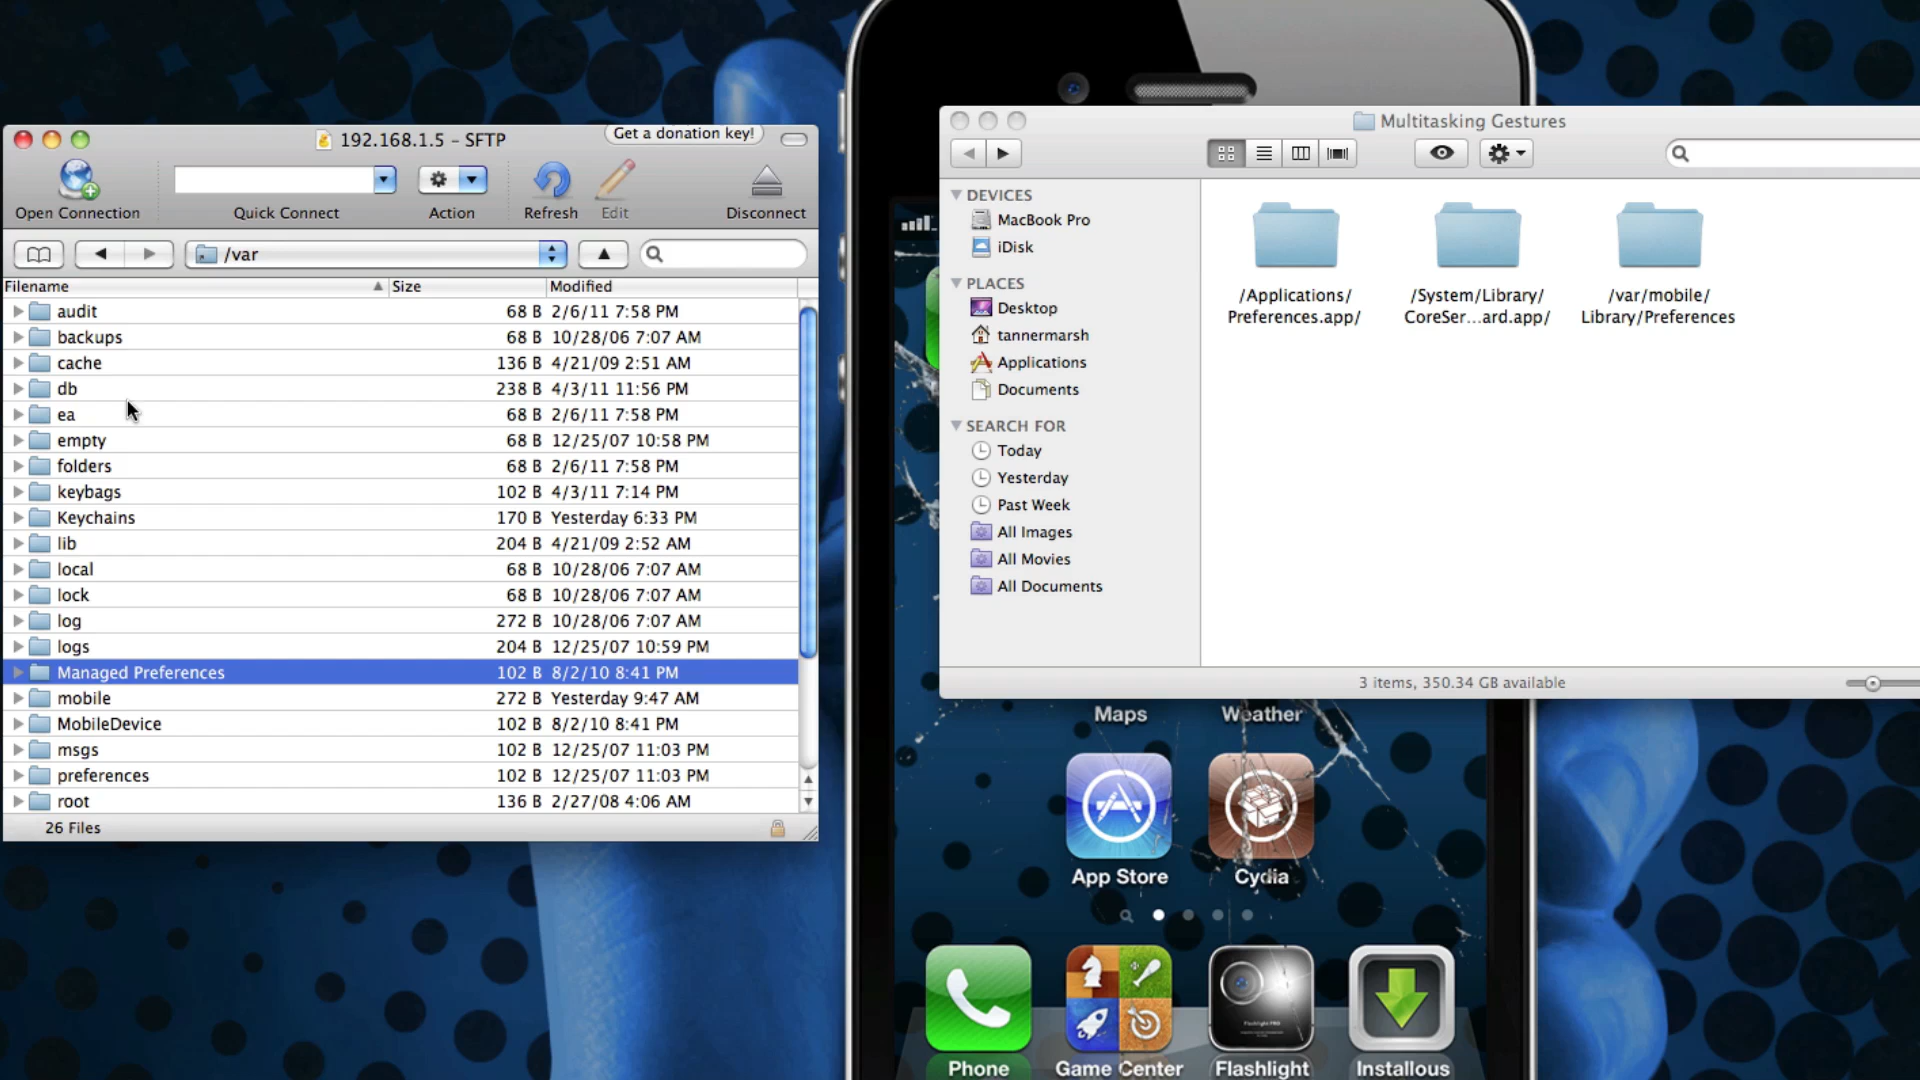 192.168.1.5 – SFTP
Get a donation key!
Open Connection
Quick Connect
Action
Refresh
Edit
Disconnect
/var
Filename
Size
Modified
audit 68 B 2/6/11 7:58 PM
backups 68 B 10/28/06 7:07 AM
cache 136 B 4/21/09 2:51 AM
db 238 B 4/3/11 11:56 PM
ea 68 B 2/6/11 7:58 PM
empty 68 B 12/25/07 10:58 PM
folders 68 B 2/6/11 7:58 PM
keybags 102 B 4/3/11 7:14 PM
Keychains 170 B Yesterday 6:33 PM
lib 204 B 4/21/09 2:52 AM
local 68 B 10/28/06 7:07 AM
lock 68 B 10/28/06 7:07 AM
log 272 B 10/28/06 7:07 AM
logs 204 B 12/25/07 10:59 PM
Managed Preferences 102 B 8/2/10 8:41 PM
mobile 272 B Yesterday 9:47 AM
MobileDevice 102 B 8/2/10 8:41 PM
msgs 102 B 12/25/07 11:03 PM
preferences 102 B 12/25/07 11:03 PM
root 136 B 2/27/08 4:06 AM
26 Files
Multitasking Gestures
DEVICES
MacBook Pro
iDisk
PLACES
Desktop
tannermarsh
Applications
Documents
SEARCH FOR
Today
Yesterday
Past Week
All Images
All Movies
All Documents
/Applications/
Preferences.app/
/System/Library/
CoreSer...ard.app/
/var/mobile/
Library/Preferences
3 items, 350.34 GB available
Maps
Weather
App Store
Cydia
Phone
Game Center
Flashlight
Installous